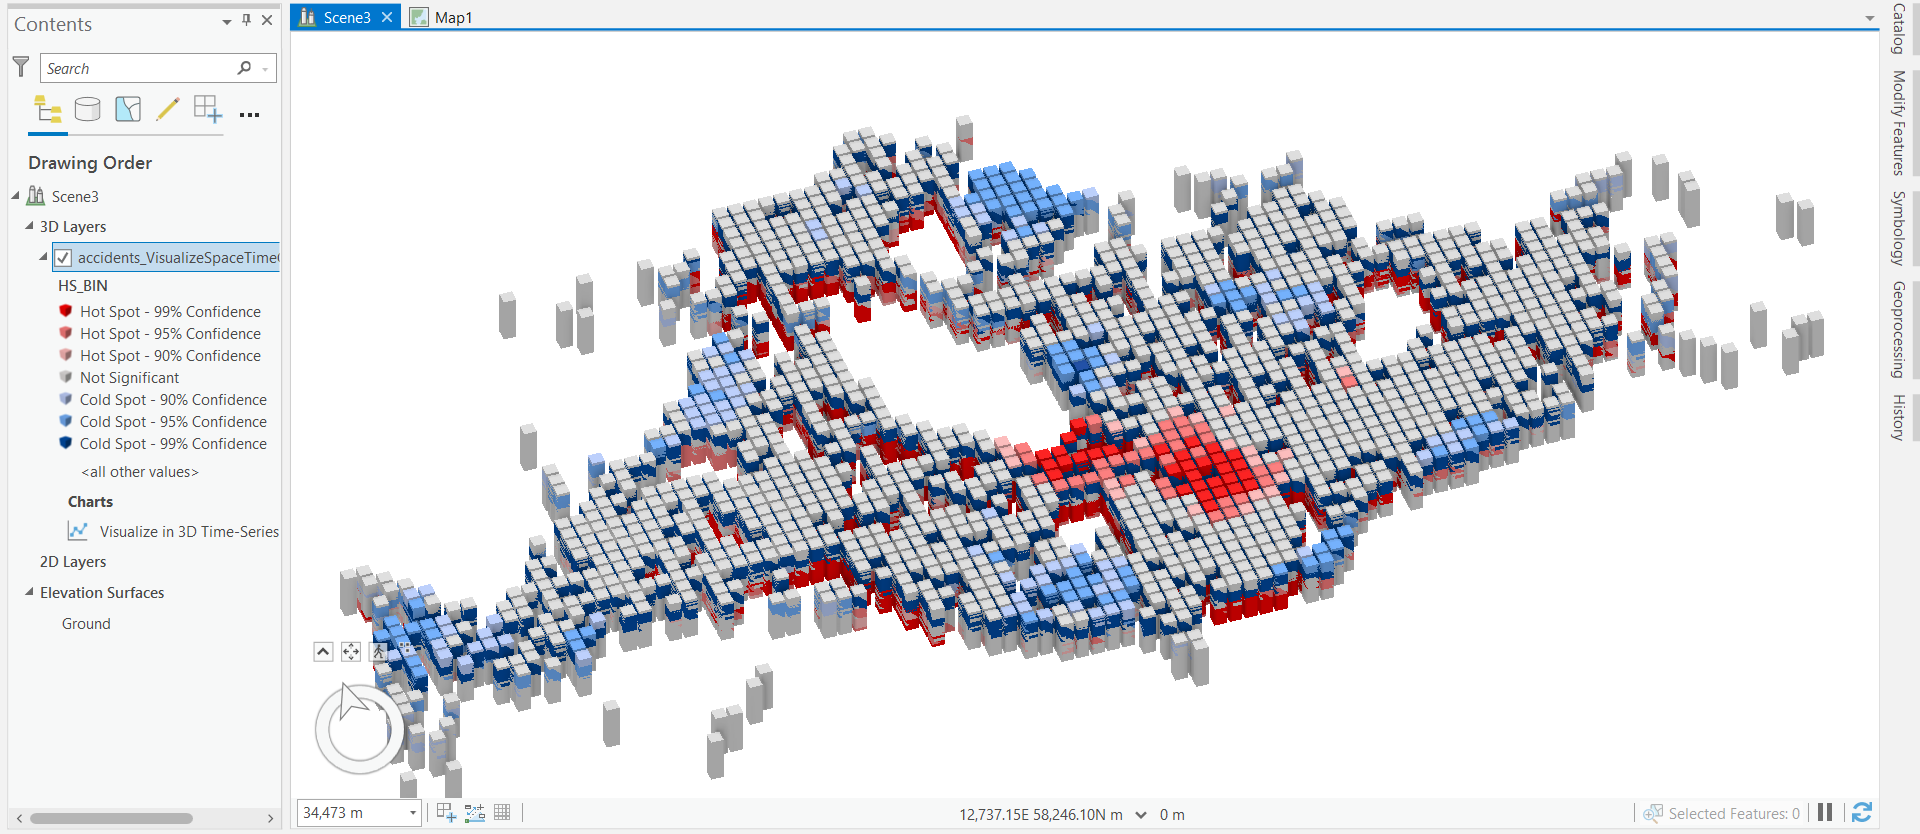 Contents
Search
Drawing Order
Scene3
3D Layers
accidents_VisualizeSpaceTime
HS_BIN
Hot Spot - 99% Confidence
Hot Spot - 95% Confidence
Hot Spot - 90% Confidence
Not Significant
Cold Spot - 90% Confidence
Cold Spot - 95% Confidence
Cold Spot - 99% Confidence
<all other values>
Charts
Visualize in 3D Time-Series
2D Layers
Elevation Surfaces
Ground
Scene3
Map1
34,473 m
12,737.15E 58,246.10N m
0 m
Selected Features: 0
Catalog
Modify Features
Symbology
Geoprocessing
History